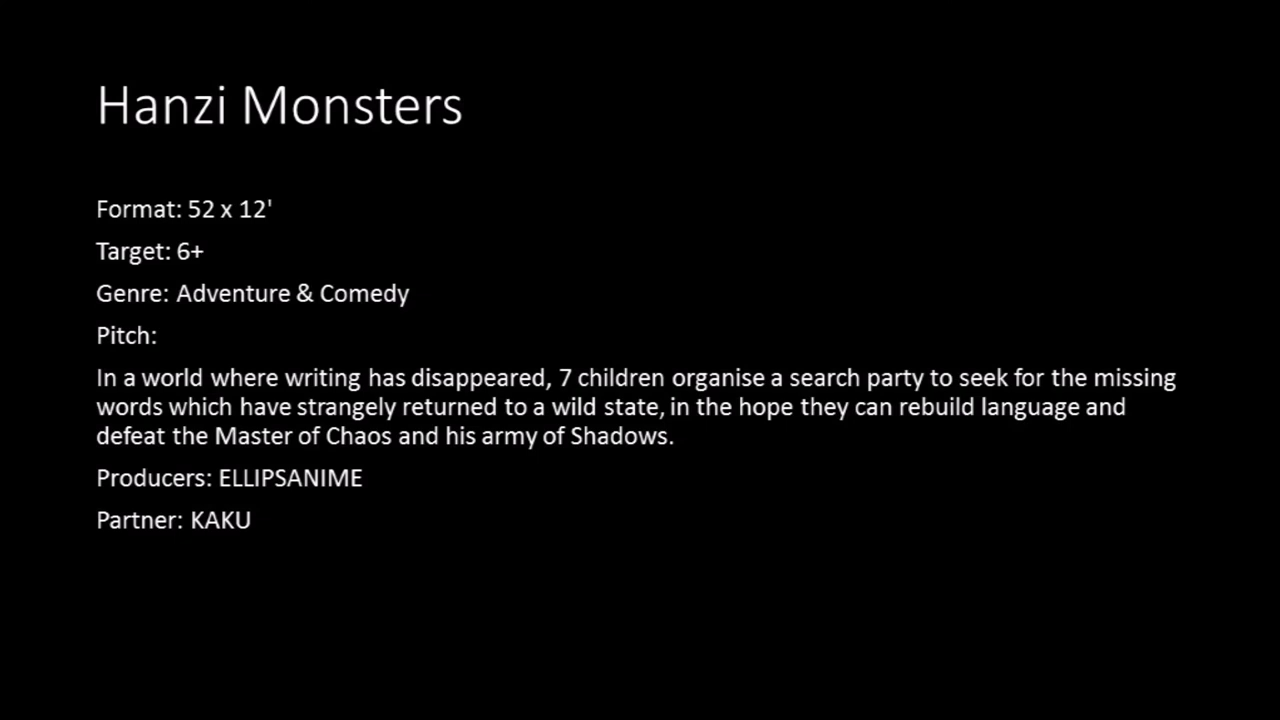 Hanzi Monsters
Format: 52 x 12'
Target: 6+
Genre: Adventure & Comedy
Pitch:
In a world where writing has disappeared, 7 children organise a search party to seek for the missing
words which have strangely returned to a wild state, in the hope they can rebuild language and
defeat the Master of Chaos and his army of Shadows.
Producers: ELLIPSANIME
Partner: KAKU